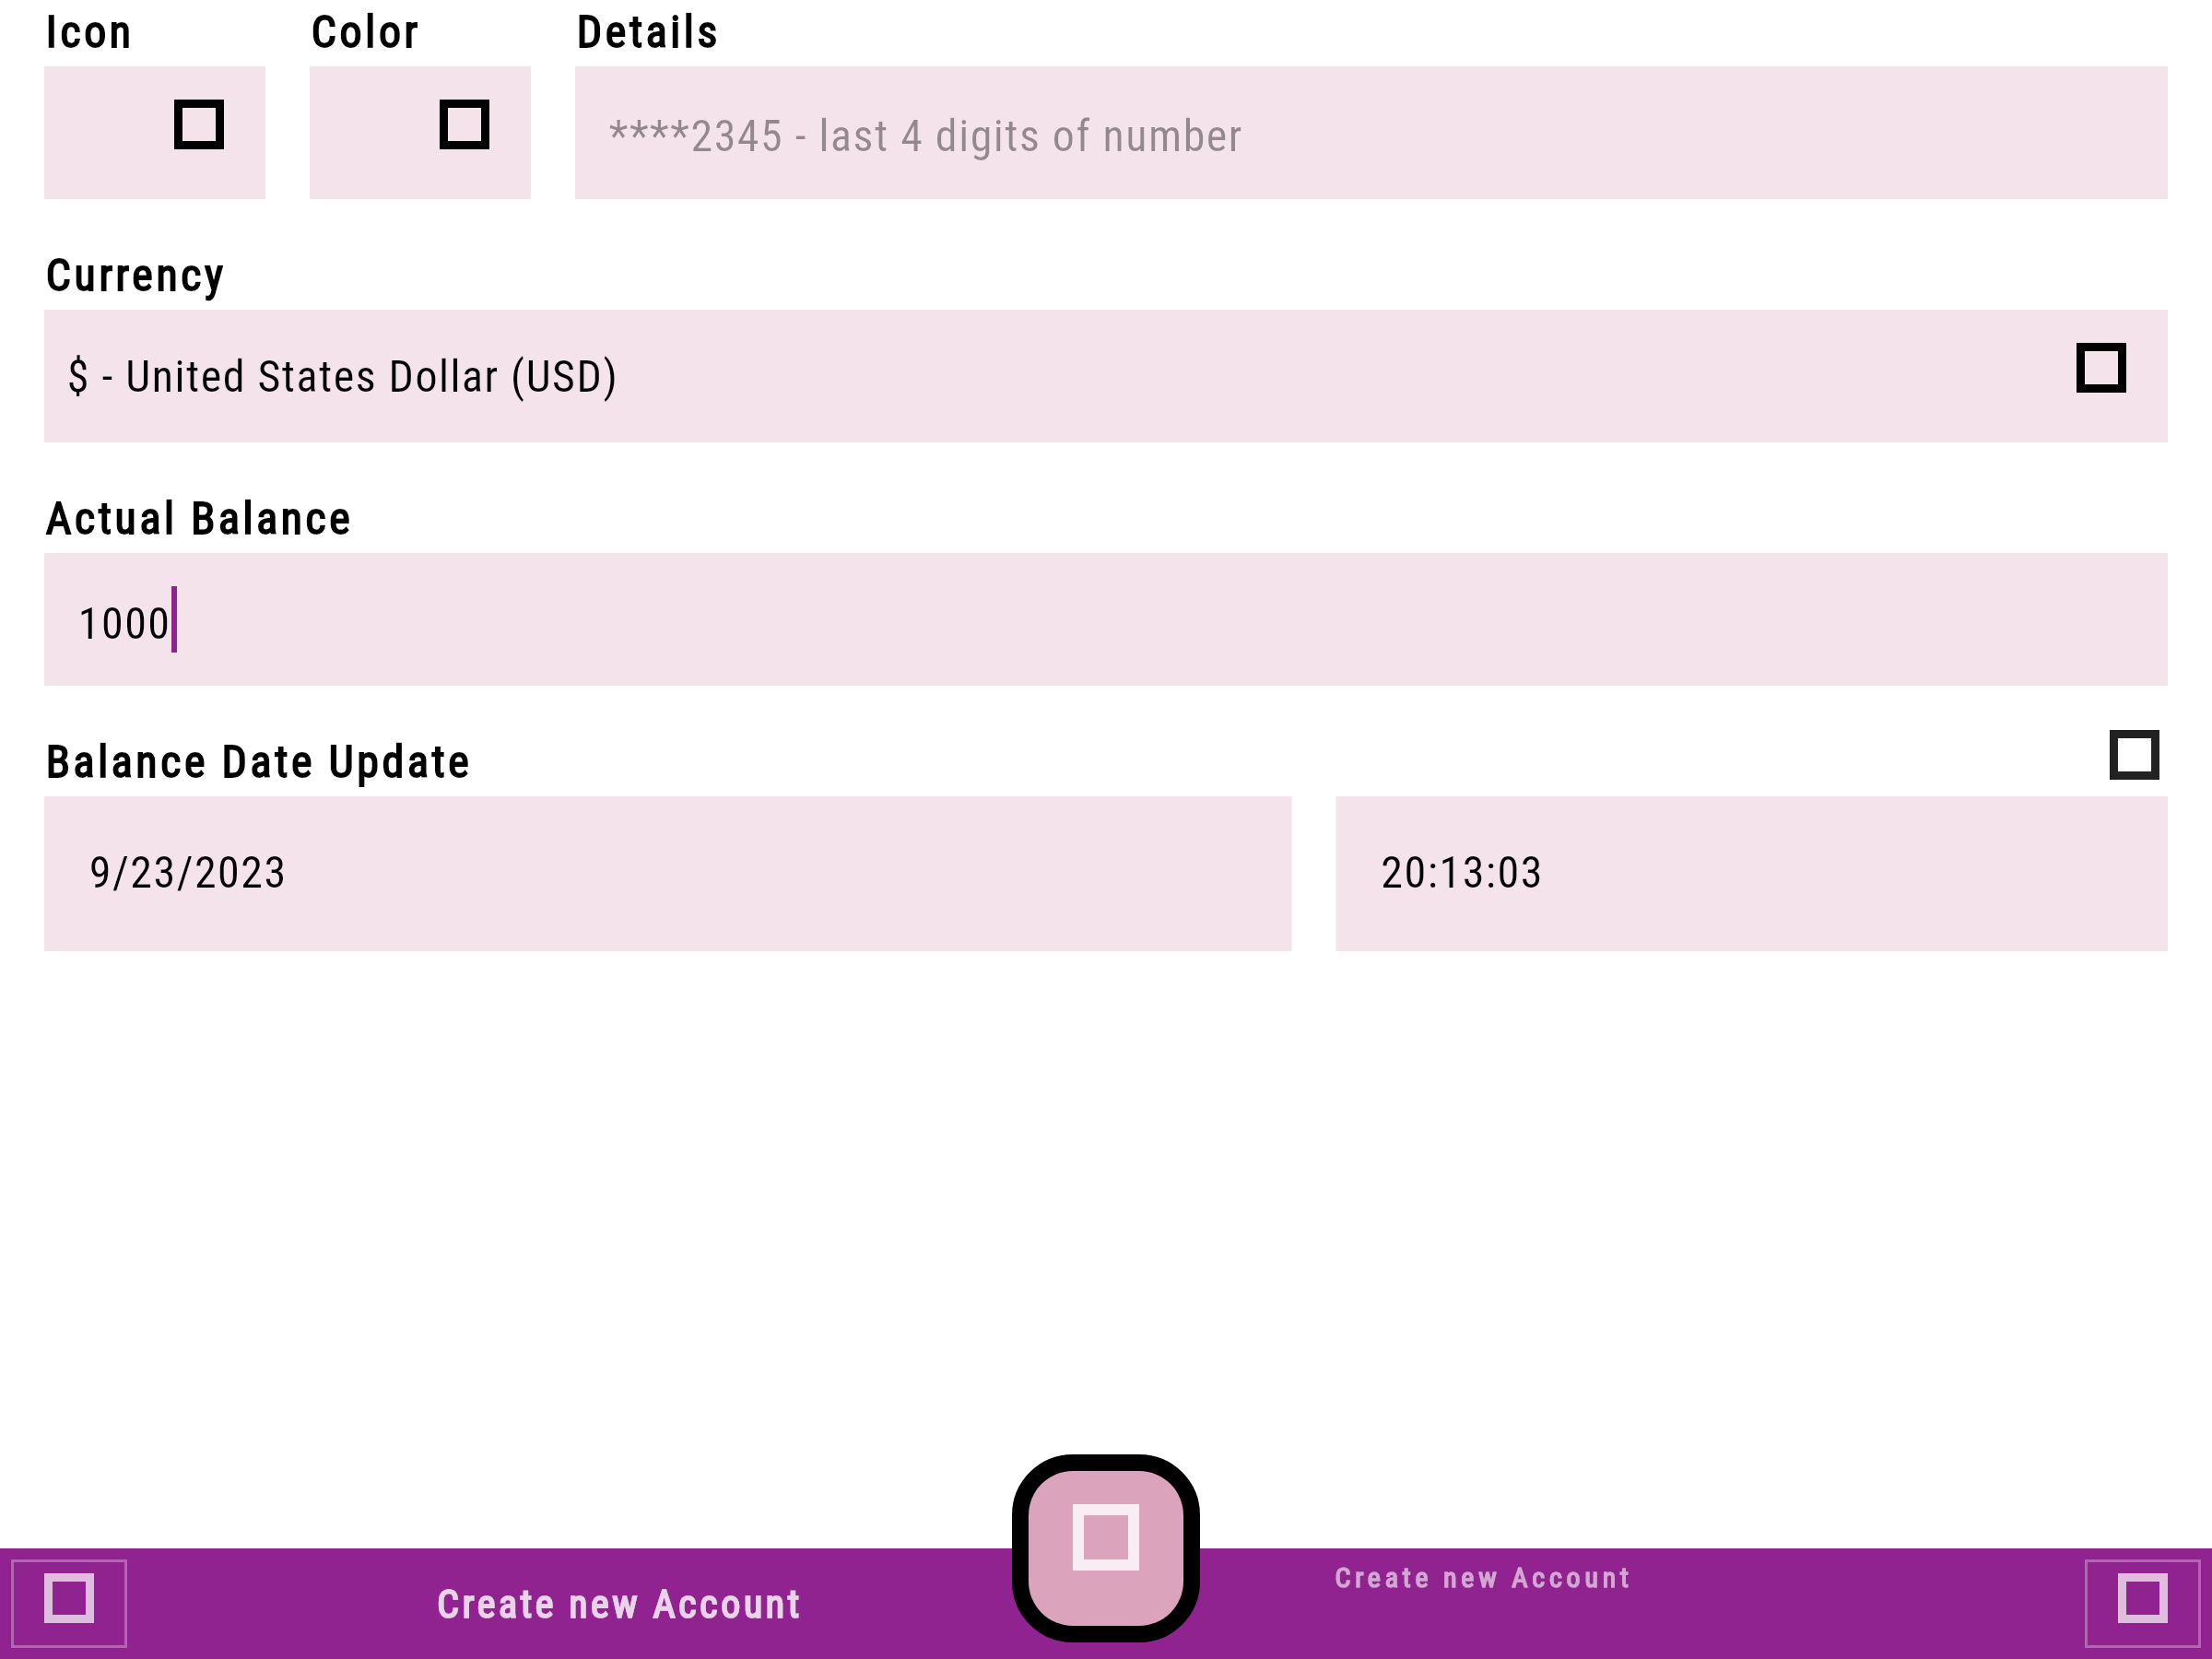 Icon
Color
Details
****2345 - last 4 digits of number
Currency
$ - United States Dollar (USD)
Actual Balance
1000
Balance Date Update
9/23/2023
20:13:03
Create new Account
Create new Account